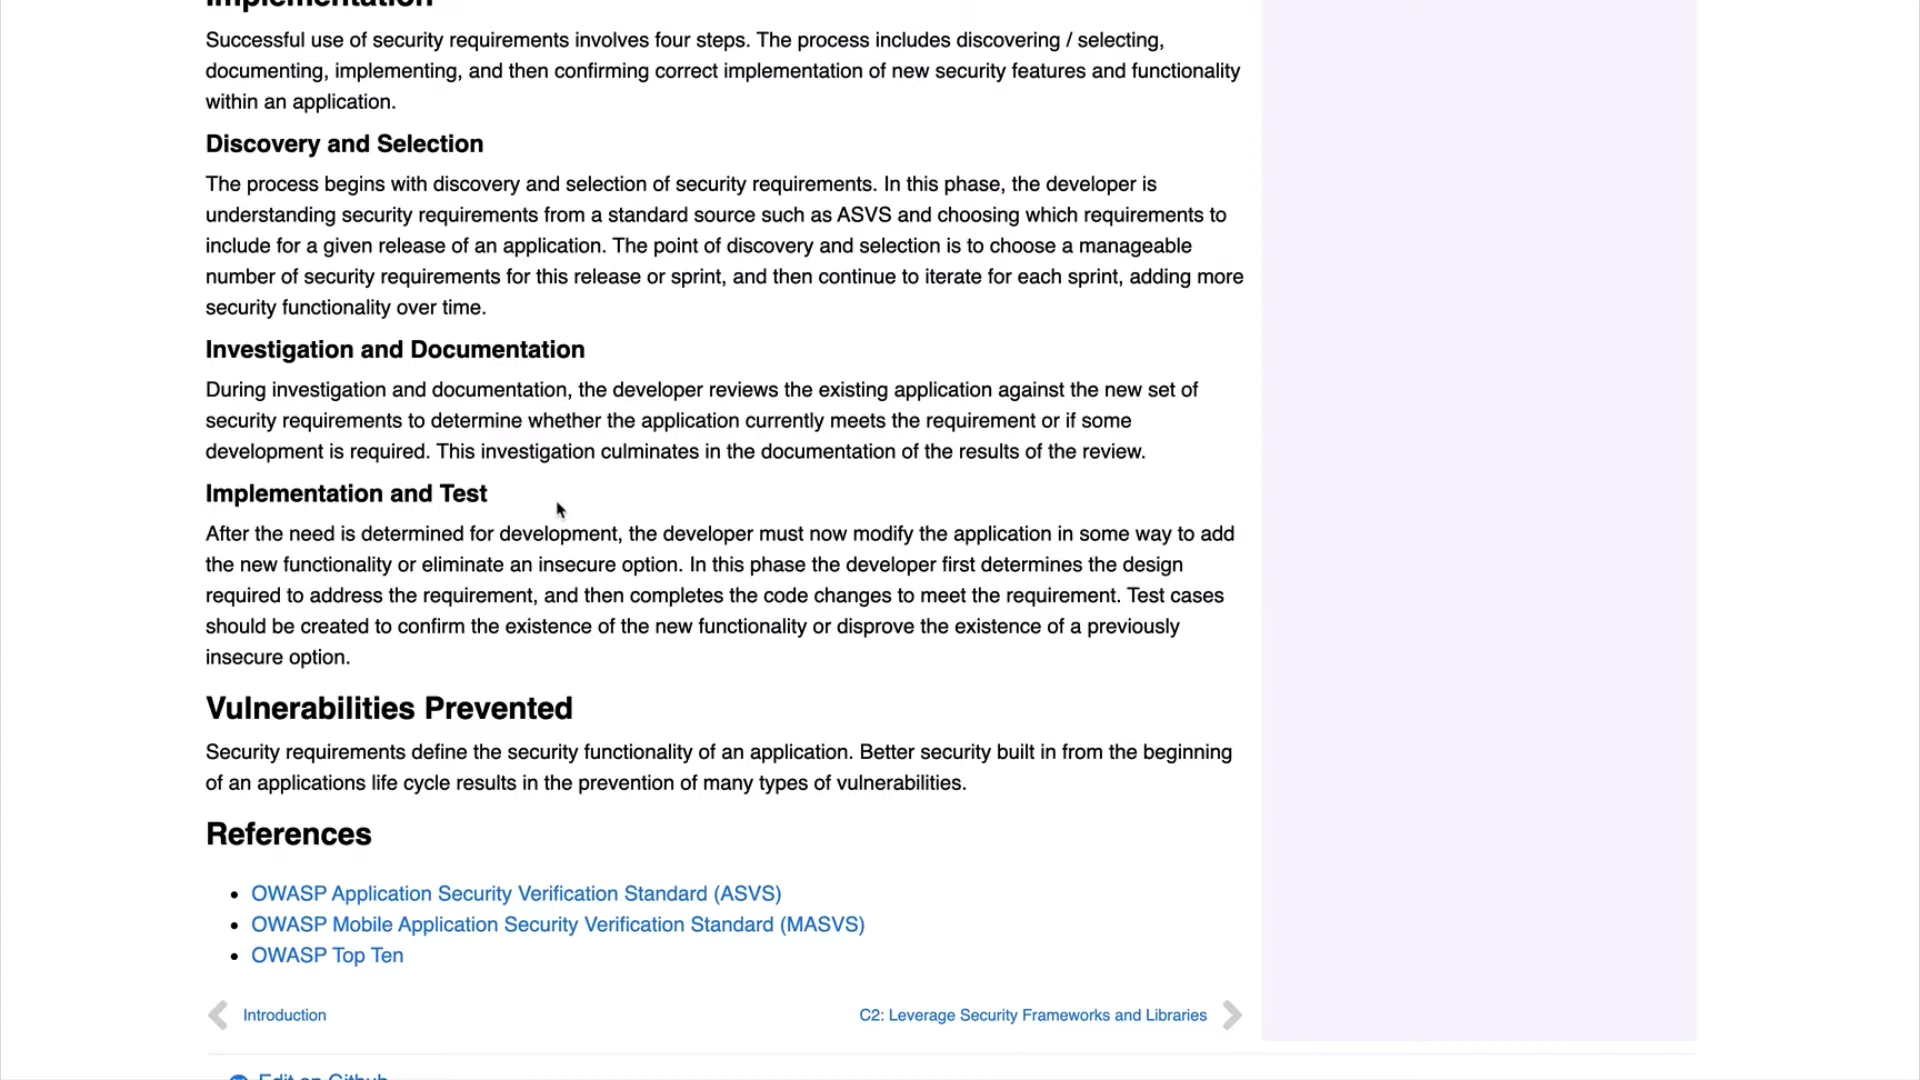 Implementation
Successful use of security requirements involves four steps. The process includes discovering / selecting,
documenting, implementing, and then confirming correct implementation of new security features and functionality
within an application.
Discovery and Selection
The process begins with discovery and selection of security requirements. In this phase, the developer is
understanding security requirements from a standard source such as ASVS and choosing which requirements to
include for a given release of an application. The point of discovery and selection is to choose a manageable
number of security requirements for this release or sprint, and then continue to iterate for each sprint, adding more
security functionality over time.
Investigation and Documentation
During investigation and documentation, the developer reviews the existing application against the new set of
security requirements to determine whether the application currently meets the requirement or if some
development is required. This investigation culminates in the documentation of the results of the review.
Implementation and Test
After the need is determined for development, the developer must now modify the application in some way to add
the new functionality or eliminate an insecure option. In this phase the developer first determines the design
required to address the requirement, and then completes the code changes to meet the requirement. Test cases
should be created to confirm the existence of the new functionality or disprove the existence of a previously
insecure option.
Vulnerabilities Prevented
Security requirements define the security functionality of an application. Better security built in from the beginning
of an applications life cycle results in the prevention of many types of vulnerabilities.
References
OWASP Application Security Verification Standard (ASVS)
OWASP Mobile Application Security Verification Standard (MASVS)
OWASP Top Ten
Introduction
C2: Leverage Security Frameworks and Libraries
Edit on Github